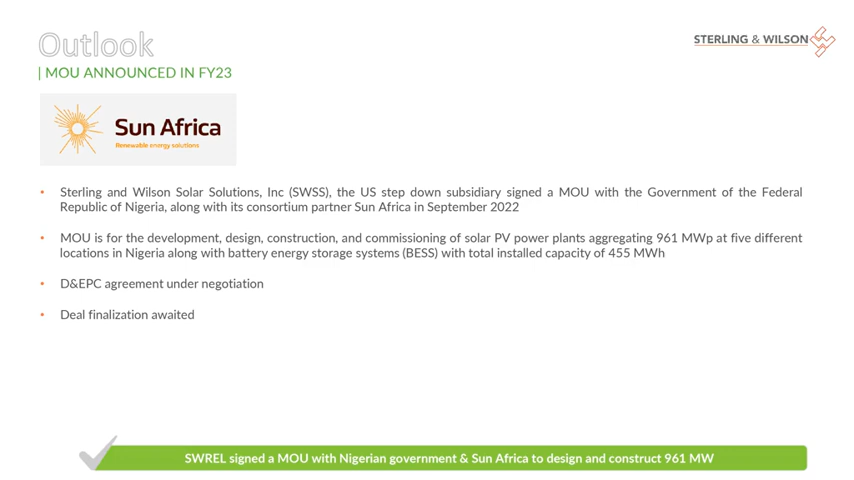 Outlook
STERLING & WILSON
| MOU ANNOUNCED IN FY23
Sun Africa
Renewable energy solutions
• Sterling and Wilson Solar Solutions, Inc (SWSS), the US step down subsidiary signed a MOU with the Government of the Federal
Republic of Nigeria, along with its consortium partner Sun Africa in September 2022
• MOU is for the development, design, construction, and commissioning of solar PV power plants aggregating 961 MWp at five different
locations in Nigeria along with battery energy storage systems (BESS) with total installed capacity of 455 MWh
• D&EPC agreement under negotiation
• Deal finalization awaited
SWREL signed a MOU with Nigerian government & Sun Africa to design and construct 961 MW